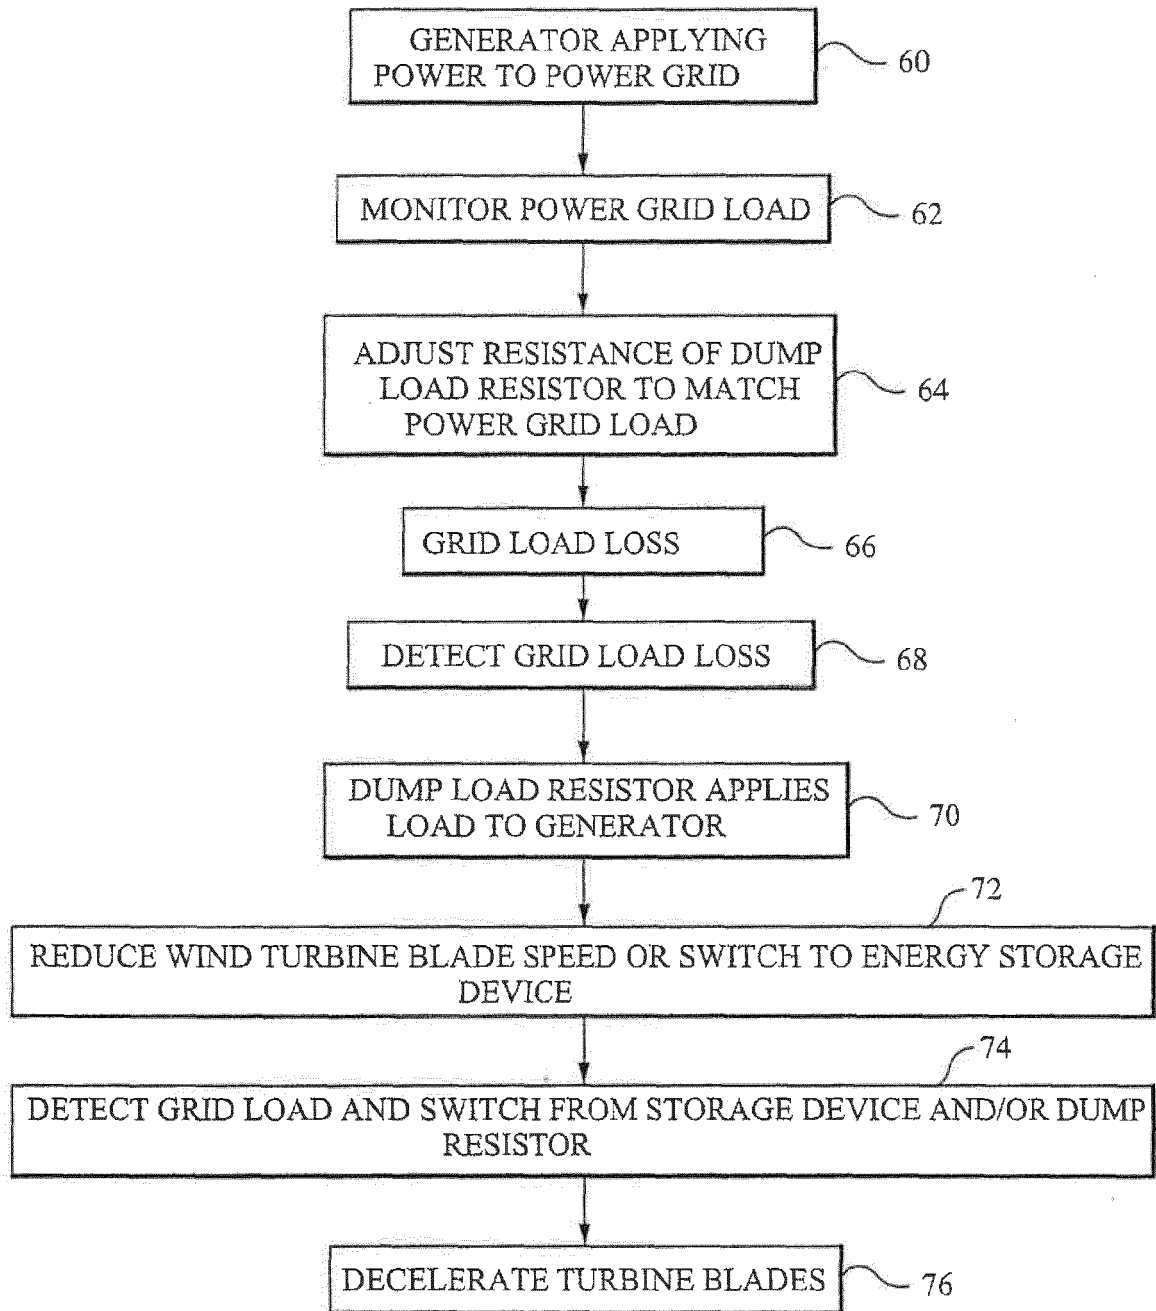 GENERATOR APPLYING
POWER TO POWER GRID
60
MONITOR POWER GRID LOAD
62
ADJUST RESISTANCE OF DUMP
LOAD RESISTOR TO MATCH
POWER GRID LOAD
64
GRID LOAD LOSS
66
DETECT GRID LOAD LOSS
68
DUMP LOAD RESISTOR APPLIES
LOAD TO GENERATOR
70
72
REDUCE WIND TURBINE BLADE SPEED OR SWITCH TO ENERGY STORAGE
DEVICE
74
DETECT GRID LOAD AND SWITCH FROM STORAGE DEVICE AND/OR DUMP
RESISTOR
DECELERATE TURBINE BLADES
76